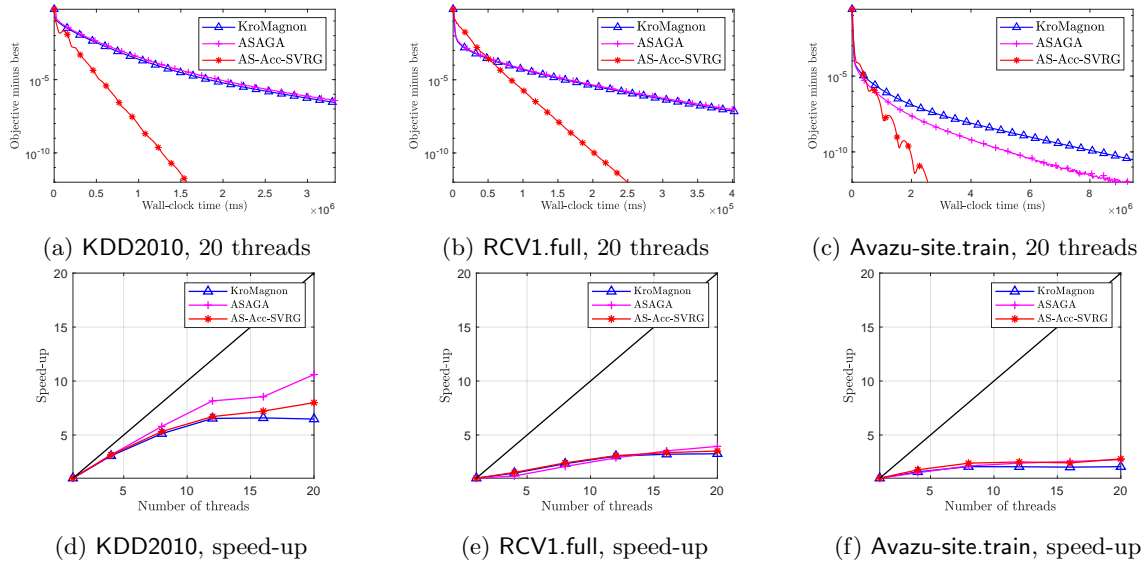 KroMagnon
ASAGA
AS-Acc-SVRG
Objective minus best
10^-5
10^-10
0 0.5 1 1.5 2 2.5 3
Wall-clock time (ms)
×10^6
(a) KDD2010, 20 threads
KroMagnon
ASAGA
AS-Acc-SVRG
Objective minus best
10^-5
10^-10
0 0.5 1 1.5 2 2.5 3 3.5 4
Wall-clock time (ms)
×10^5
(b) RCV1.full, 20 threads
KroMagnon
ASAGA
AS-Acc-SVRG
Objective minus best
10^-5
10^-10
0 2 4 6 8
Wall-clock time (ms)
×10^6
(c) Avazu-site.train, 20 threads
KroMagnon
ASAGA
AS-Acc-SVRG
Speed-up
20
15
10
5
5 10 15 20
Number of threads
(d) KDD2010, speed-up
KroMagnon
ASAGA
AS-Acc-SVRG
Speed-up
20
15
10
5
5 10 15 20
Number of threads
(e) RCV1.full, speed-up
KroMagnon
ASAGA
AS-Acc-SVRG
Speed-up
20
15
10
5
5 10 15 20
Number of threads
(f) Avazu-site.train, speed-up